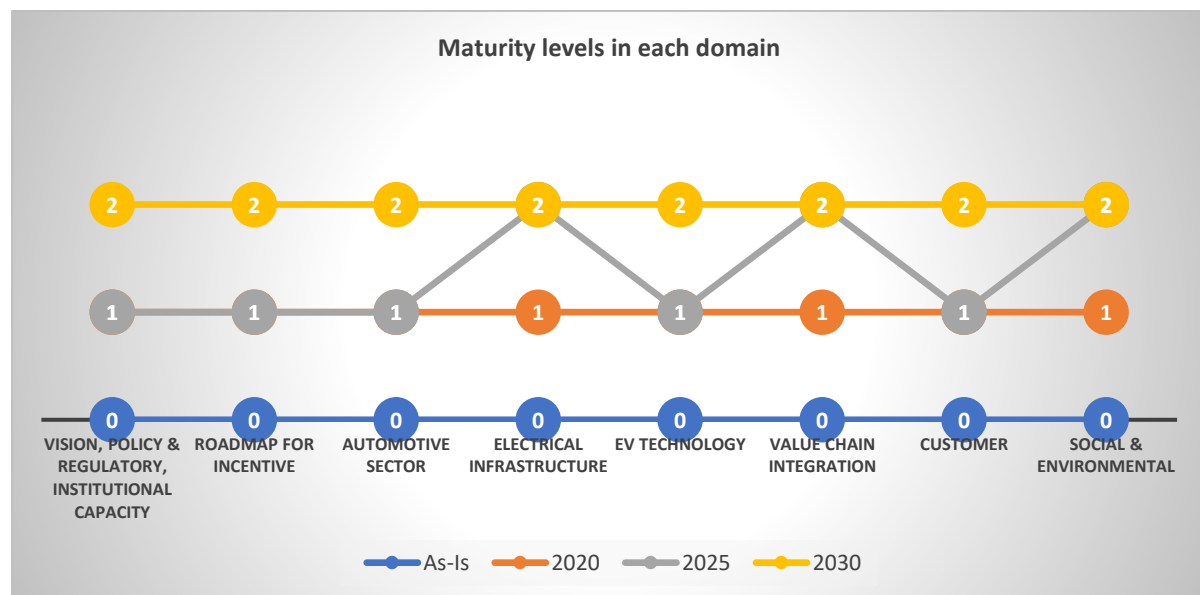 Maturity levels in each domain
2 2 2 2 2 2 2 2
1 1 1 1 1 1 1 1
0 0 0 0 0 0 0 0
VISION, POLICY &
REGULATORY,
INSTITUTIONAL
CAPACITY
ROADMAP FOR
INCENTIVE
AUTOMOTIVE
SECTOR
ELECTRICAL
INFRASTRUCTURE
EV TECHNOLOGY
VALUE CHAIN
INTEGRATION
CUSTOMER
SOCIAL &
ENVIRONMENTAL
As-Is 2020 2025 2030